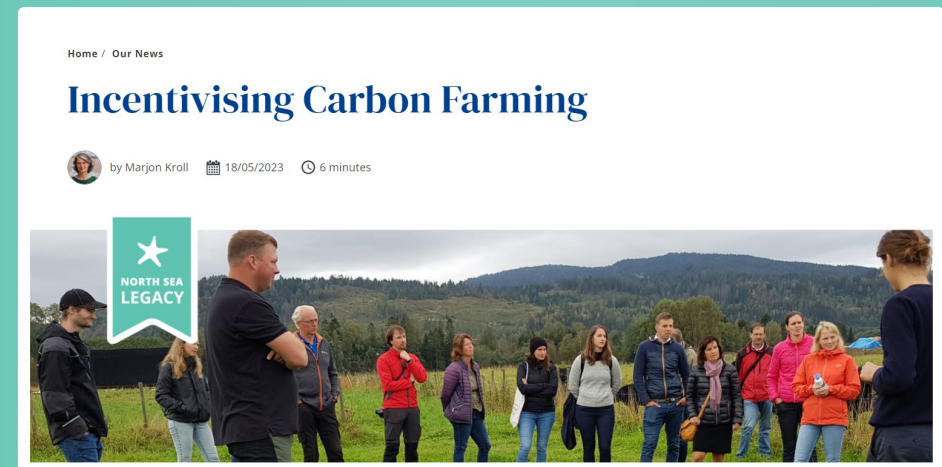 Home / Our News
Incentivising Carbon Farming
by Marjon Kroll 18/05/2023 6 minutes
NORTH SEA
LEGACY